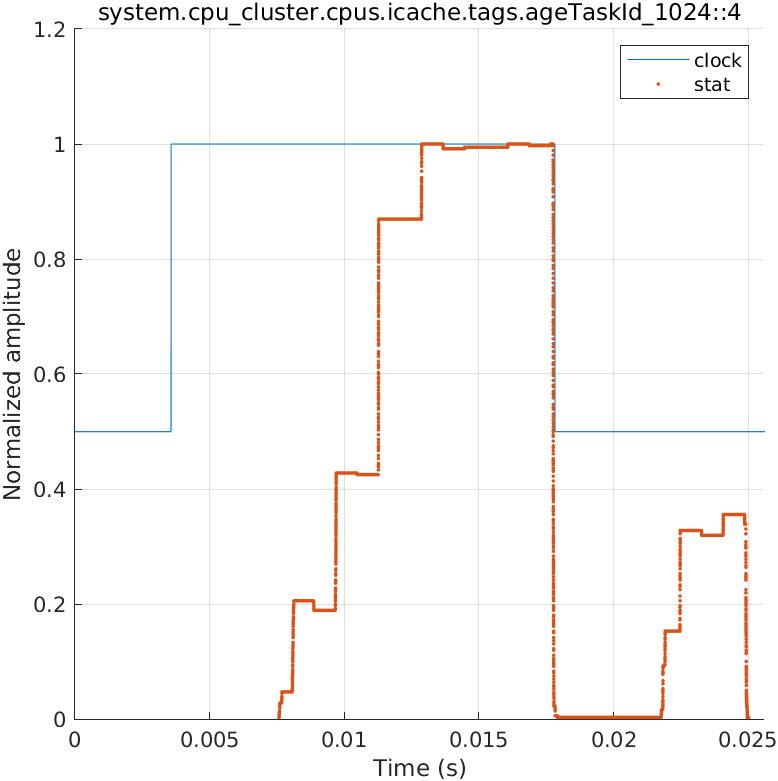 system.cpu_cluster.cpus.icache.tags.ageTaskId_1024::4
1.2
clock
stat
1
0.8
0.6
0.4
0.2
0
Normalized amplitude
0
0.005
0.01
0.015
0.02
0.025
Time (s)